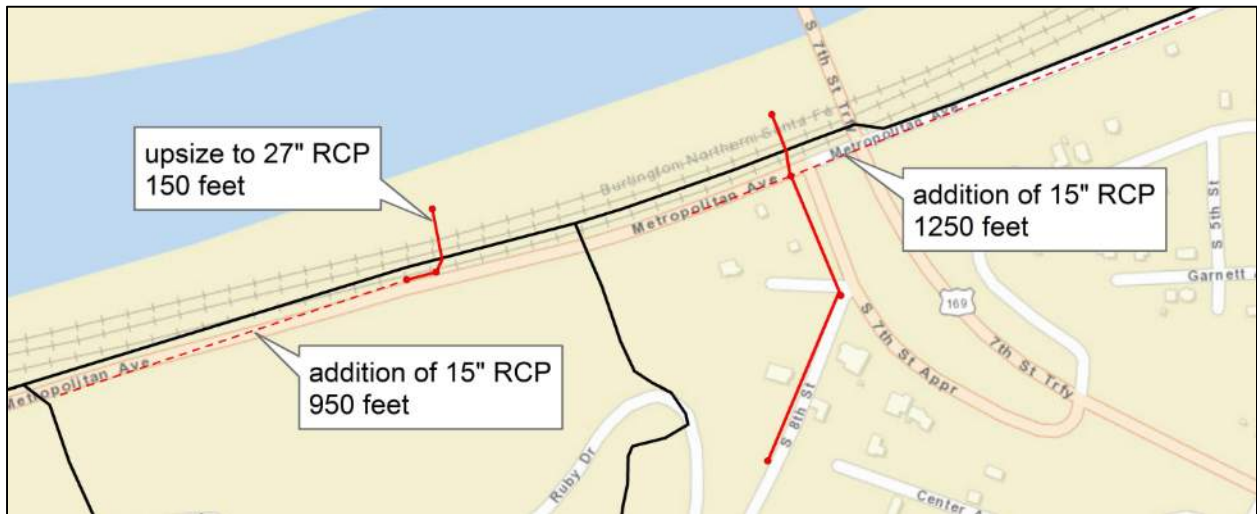 S 7th St Trfy
upsize to 27" RCP
150 feet
Burlington Northern Santa Fe
Metropolitan Ave
Metropolitan Ave
addition of 15" RCP
1250 feet
S 5th St
Garnett
169
Metropolitan Ave
addition of 15" RCP
950 feet
S 7th St Appr
7th St Trfy
S 8th St
Ruby Dr
Center